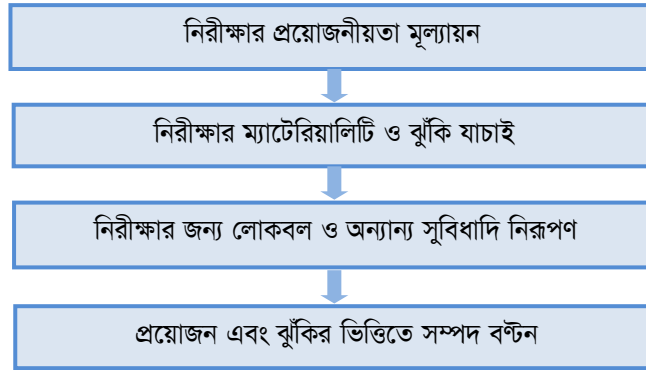 নিরীক্ষার প্রয়োজনীয়তা মূল্যায়ন
নিরীক্ষার ম্যাটেরিয়ালিটি ও ঝুঁকি যাচাই
নিরীক্ষার জন্য লোকবল ও অন্যান্য সুবিধাদি নিরূপণ
প্রয়োজন এবং ঝুঁকির ভিত্তিতে সম্পদ বণ্টন